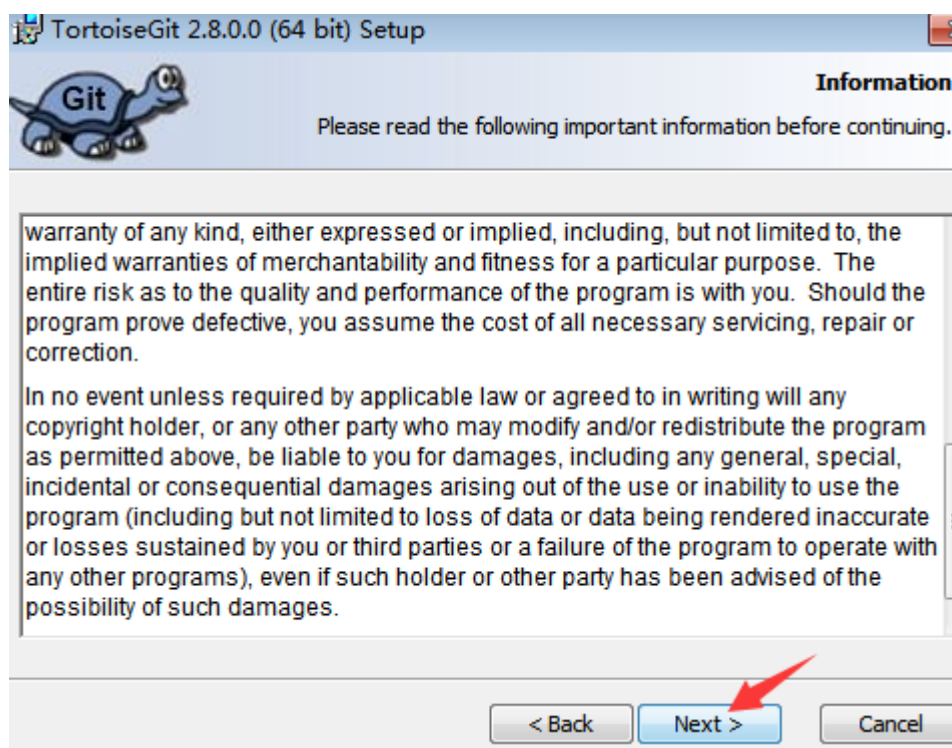 TortoiseGit 2.8.0.0 (64 bit) Setup
Git
Information
Please read the following important information before continuing.
warranty of any kind, either expressed or implied, including, but not limited to, the
implied warranties of merchantability and fitness for a particular purpose.  The
entire risk as to the quality and performance of the program is with you.  Should the
program prove defective, you assume the cost of all necessary servicing, repair or
correction.
In no event unless required by applicable law or agreed to in writing will any
copyright holder, or any other party who may modify and/or redistribute the program
as permitted above, be liable to you for damages, including any general, special,
incidental or consequential damages arising out of the use or inability to use the
program (including but not limited to loss of data or data being rendered inaccurate
or losses sustained by you or third parties or a failure of the program to operate with
any other programs), even if such holder or other party has been advised of the
possibility of such damages.
< Back Next > Cancel